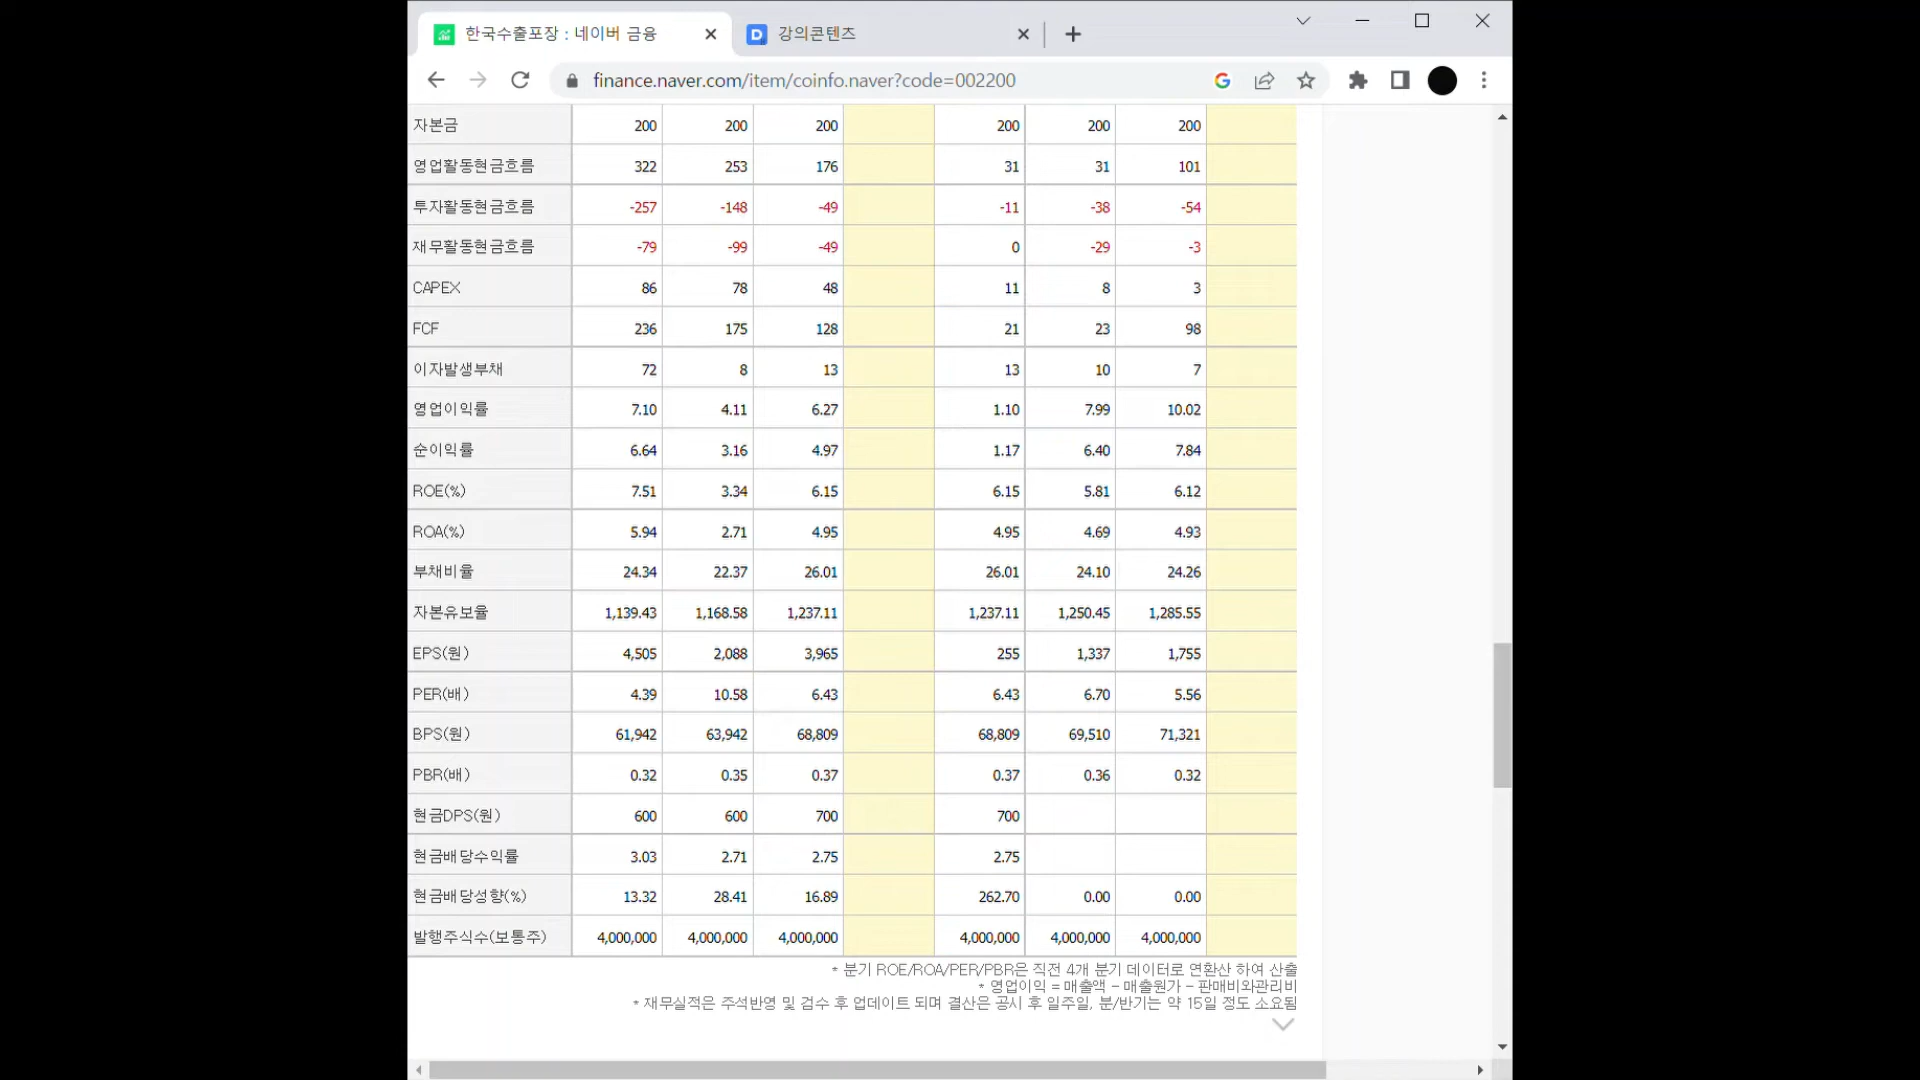 한국수출포장 : 네이버 금융
강의콘텐츠
finance.naver.com/item/coinfo.naver?code=002200
자본금 200 200 200 200 200 200
영업활동현금흐름 322 253 176 31 31 101
투자활동현금흐름 -257 -148 -49 -11 -38 -54
재무활동현금흐름 -79 -99 -49 0 -29 -3
CAPEX 86 78 48 11 8 3
FCF 236 175 128 21 23 98
이자발생부채 72 8 13 13 10 7
영업이익률 7.10 4.11 6.27 1.10 7.99 10.02
순이익률 6.64 3.16 4.97 1.17 6.40 7.84
ROE(%) 7.51 3.34 6.15 6.15 5.81 6.12
ROA(%) 5.94 2.71 4.95 4.95 4.69 4.93
부채비율 24.34 22.37 26.01 26.01 24.10 24.26
자본유보율 1,139.43 1,168.58 1,237.11 1,237.11 1,250.45 1,285.55
EPS(원) 4,505 2,088 3,965 255 1,337 1,755
PER(배) 4.39 10.58 6.43 6.43 6.70 5.56
BPS(원) 61,942 63,942 68,809 68,809 69,510 71,321
PBR(배) 0.32 0.35 0.37 0.37 0.36 0.32
현금DPS(원) 600 600 700 700
현금배당수익률 3.03 2.71 2.75 2.75
현금배당성향(%) 13.32 28.41 16.89 262.70 0.00 0.00
발행주식수(보통주) 4,000,000 4,000,000 4,000,000 4,000,000 4,000,000 4,000,000
* 분기 ROE/ROA/PER/PBR은 직전 4개 분기 데이터로 연환산 하여 산출
* 영업이익 = 매출액 - 매출원가 - 판매비와관리비
* 재무실적은 주석반영 및 검수 후 업데이트 되며 결산은 공시 후 일주일, 분/반기는 약 15일 정도 소요됨